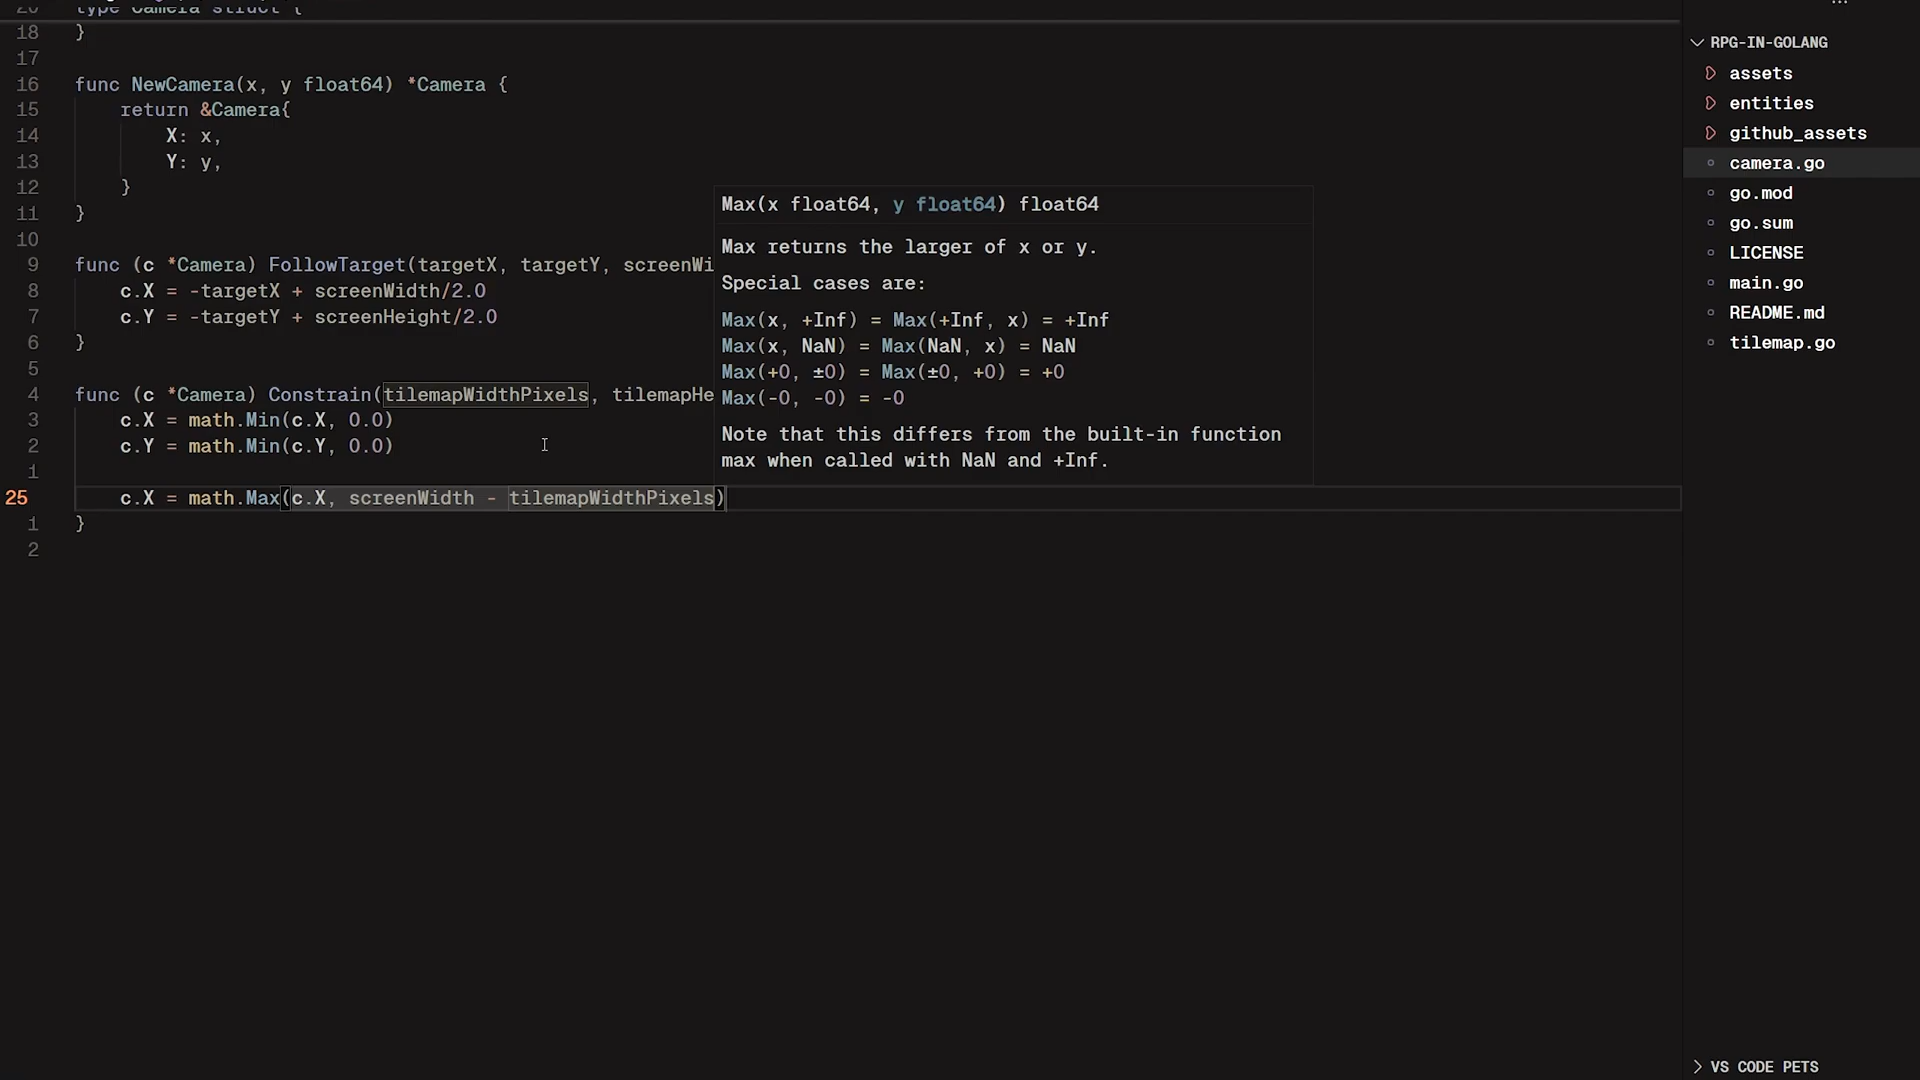 20 type Camera struct {
18 }
17
16 func NewCamera(x, y float64) *Camera {
15 return &Camera{
14 X: x,
13 Y: y,
12 }
11 }
10
9 func (c *Camera) FollowTarget(targetX, targetY, screenWi
8 c.X = -targetX + screenWidth/2.0
7 c.Y = -targetY + screenHeight/2.0
6 }
5
4 func (c *Camera) Constrain(tilemapWidthPixels, tilemapHe
3 c.X = math.Min(c.X, 0.0)
2 c.Y = math.Min(c.Y, 0.0)
1
25 c.X = math.Max(c.X, screenWidth - tilemapWidthPixels)
1 }
2
Max(x float64, y float64) float64
Max returns the larger of x or y.
Special cases are:
Max(x, +Inf) = Max(+Inf, x) = +Inf
Max(x, NaN) = Max(NaN, x) = NaN
Max(+0, ±0) = Max(±0, +0) = +0
Max(-0, -0) = -0
Note that this differs from the built-in function
max when called with NaN and +Inf.
...
RPG-IN-GOLANG
assets
entities
github_assets
camera.go
go.mod
go.sum
LICENSE
main.go
README.md
tilemap.go
VS CODE PETS